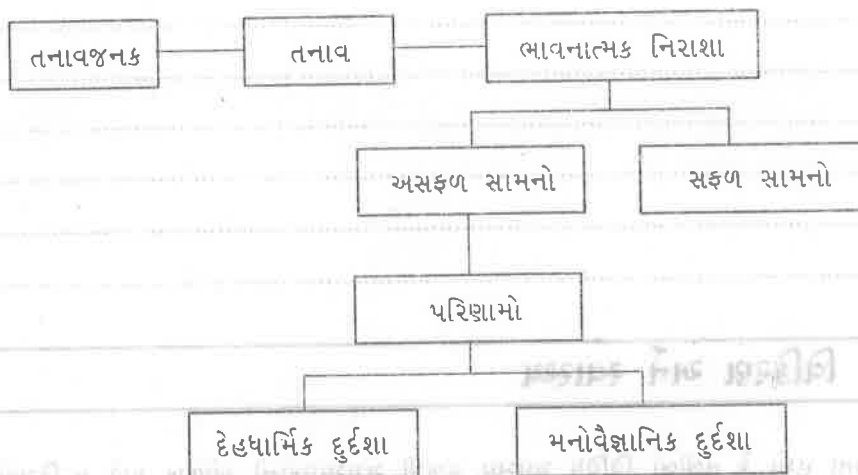 તનાવજનક
તનાવ
ભાવનાત્મક નિરાશા
અસફળ સામનો
સફળ સામનો
પરિણામો
દેહધાર્મિક દુર્દશા
મનોવૈજ્ઞાનિક દુર્દશા